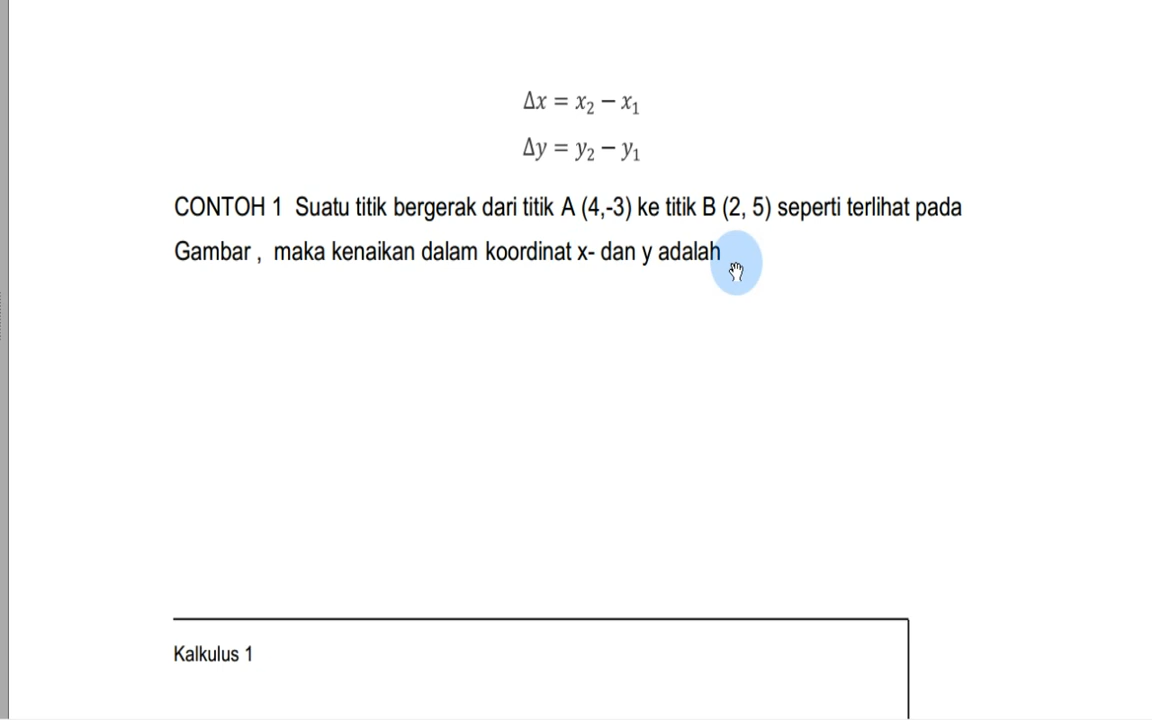 Δx = x₂ − x₁
Δy = y₂ − y₁
CONTOH 1 Suatu titik bergerak dari titik A (4,-3) ke titik B (2, 5) seperti terlihat pada
Gambar , maka kenaikan dalam koordinat x- dan y adalah
Kalkulus 1